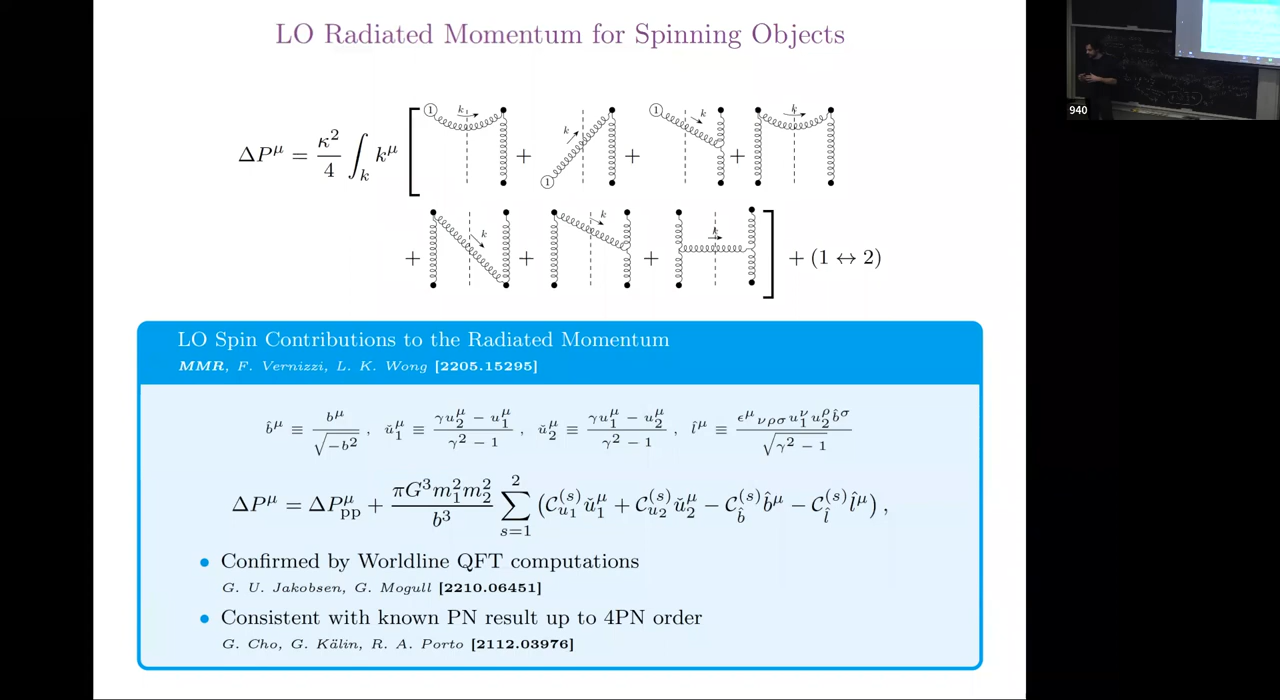 LO Radiated Momentum for Spinning Objects
ΔP^μ = κ²/4 ∫_k k^μ [ ① k + ① k + ① k + k
+ k + k + k ] + (1 ↔ 2)
LO Spin Contributions to the Radiated Momentum
MMR, F. Vernizzi, L. K. Wong [2205.15295]
b̂^μ ≡ b^μ / √(−b²) , ǔ_1^μ ≡ (γu_2^μ − u_1^μ) / (γ² − 1) , ǔ_2^μ ≡ (γu_1^μ − u_2^μ) / (γ² − 1) , l̂^μ ≡ ε^μ_νρσ u_1^ν u_2^ρ b̂^σ / √(γ² − 1)
ΔP^μ = ΔP^μ_pp + πG³m_1²m_2² / b³ ∑_{s=1}^{2} (C_{u_1}^{(s)} ǔ_1^μ + C_{u_2}^{(s)} ǔ_2^μ − C_{b̂}^{(s)} b̂^μ − C_{l̂}^{(s)} l̂^μ) ,
• Confirmed by Worldline QFT computations
G. U. Jakobsen, G. Mogull [2210.06451]
• Consistent with known PN result up to 4PN order
G. Cho, G. Kälin, R. A. Porto [2112.03976]
940